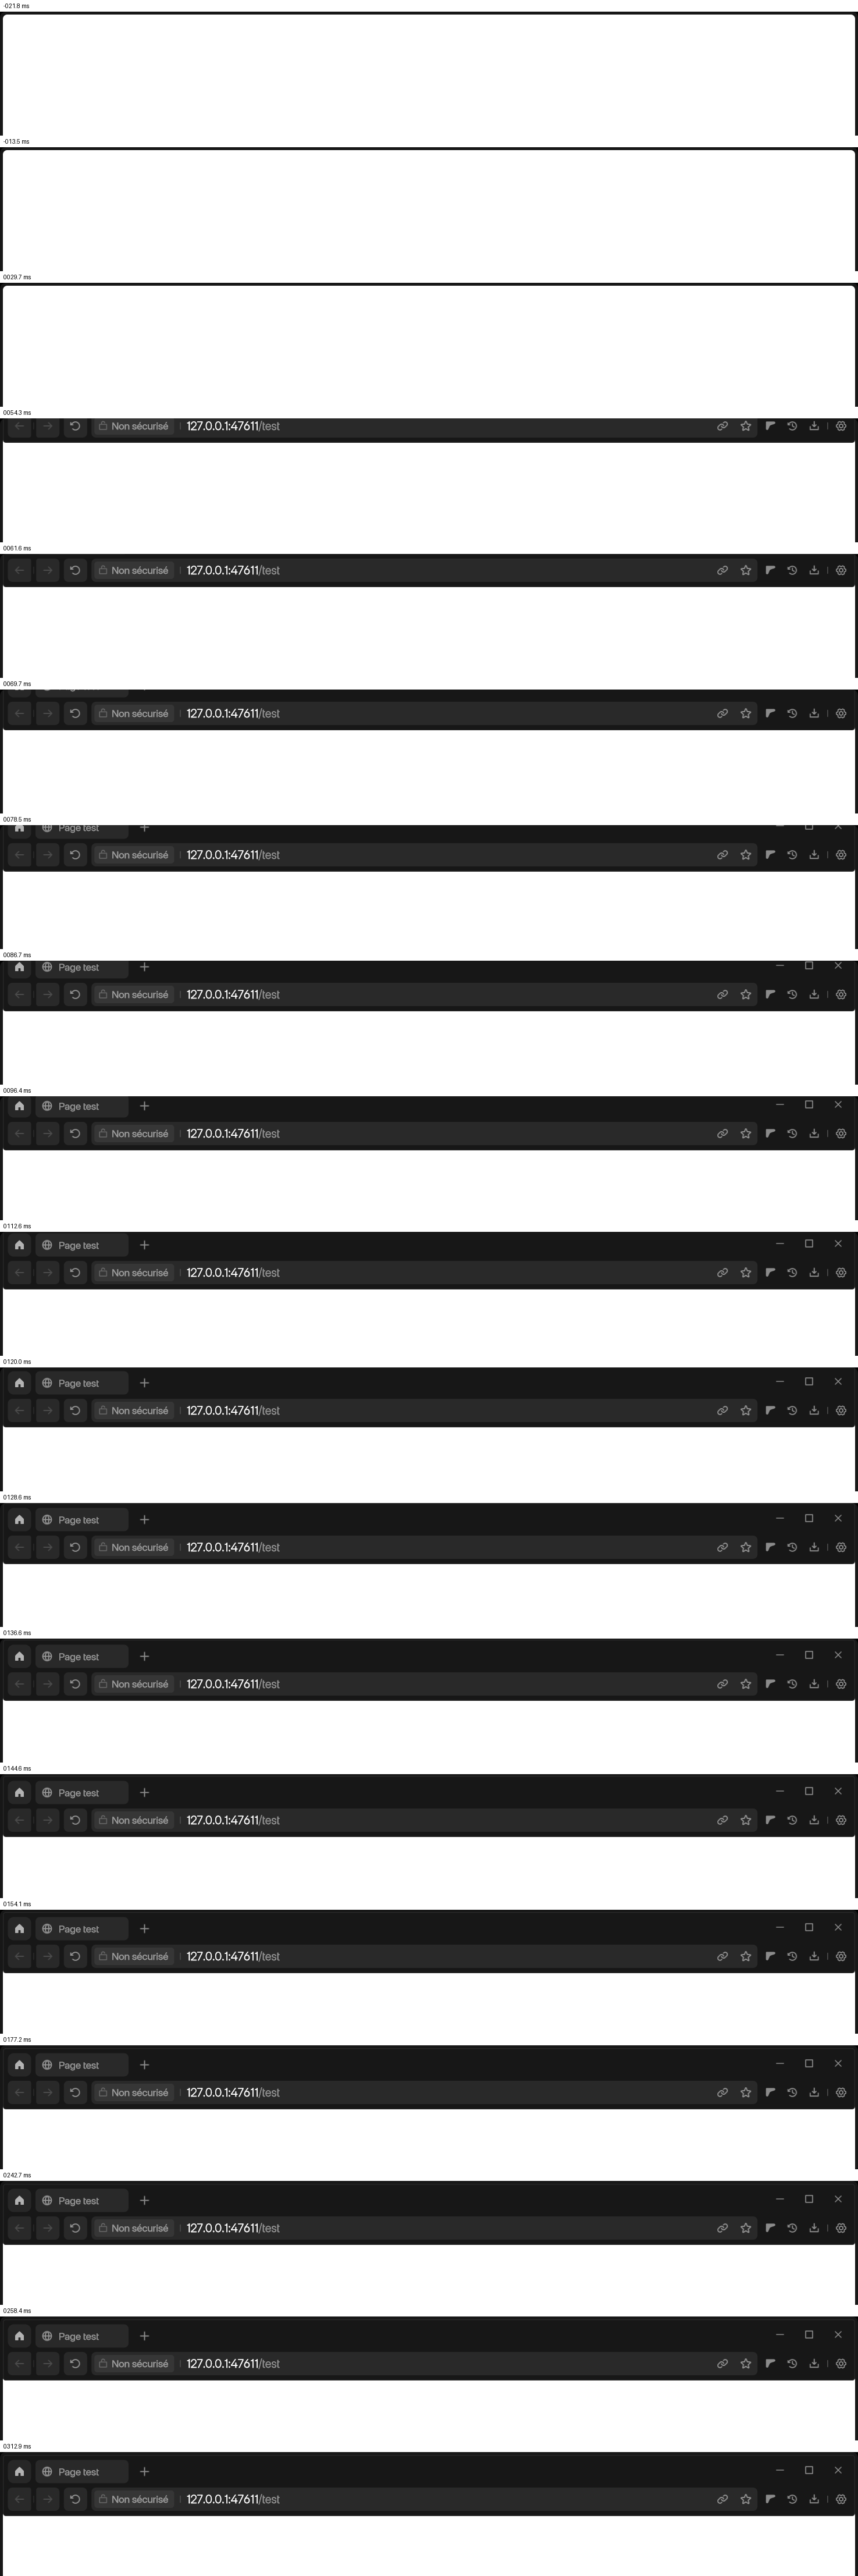 -021.8 ms
-013.5 ms
0029.7 ms
0054.3 ms
Non sécurisé 127.0.0.1:47611/test
0061.6 ms
Non sécurisé 127.0.0.1:47611/test
0069.7 ms
Non sécurisé 127.0.0.1:47611/test
0078.5 ms
Page test
Non sécurisé 127.0.0.1:47611/test
0086.7 ms
Page test
Non sécurisé 127.0.0.1:47611/test
0096.4 ms
Page test
Non sécurisé 127.0.0.1:47611/test
0112.6 ms
Page test
Non sécurisé 127.0.0.1:47611/test
0120.0 ms
Page test
Non sécurisé 127.0.0.1:47611/test
0128.6 ms
Page test
Non sécurisé 127.0.0.1:47611/test
0136.6 ms
Page test
Non sécurisé 127.0.0.1:47611/test
0144.6 ms
Page test
Non sécurisé 127.0.0.1:47611/test
0154.1 ms
Page test
Non sécurisé 127.0.0.1:47611/test
0177.2 ms
Page test
Non sécurisé 127.0.0.1:47611/test
0242.7 ms
Page test
Non sécurisé 127.0.0.1:47611/test
0258.4 ms
Page test
Non sécurisé 127.0.0.1:47611/test
0312.9 ms
Page test
Non sécurisé 127.0.0.1:47611/test